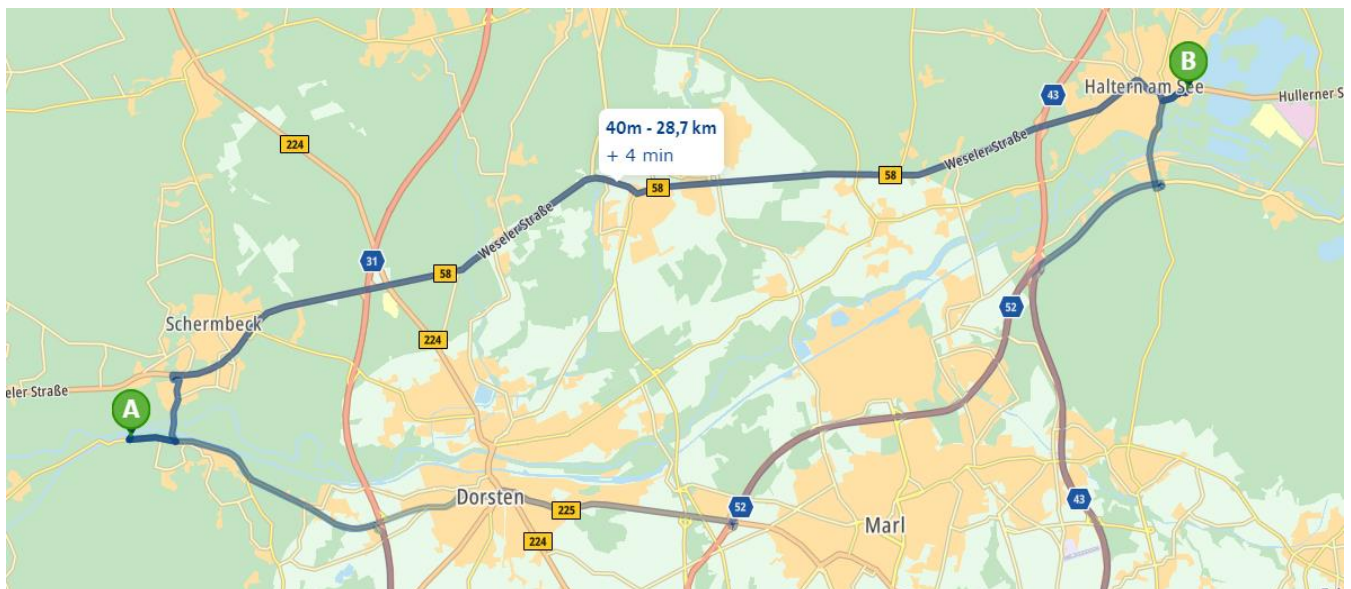 B
43
Haltern am See
Hullerner S
40m - 28,7 km
+ 4 min
224
Weseler Straße
58
58
Weseler Straße
31
58
52
Schermbeck
224
eler Straße
A
Dorsten
225
52
43
Marl
224